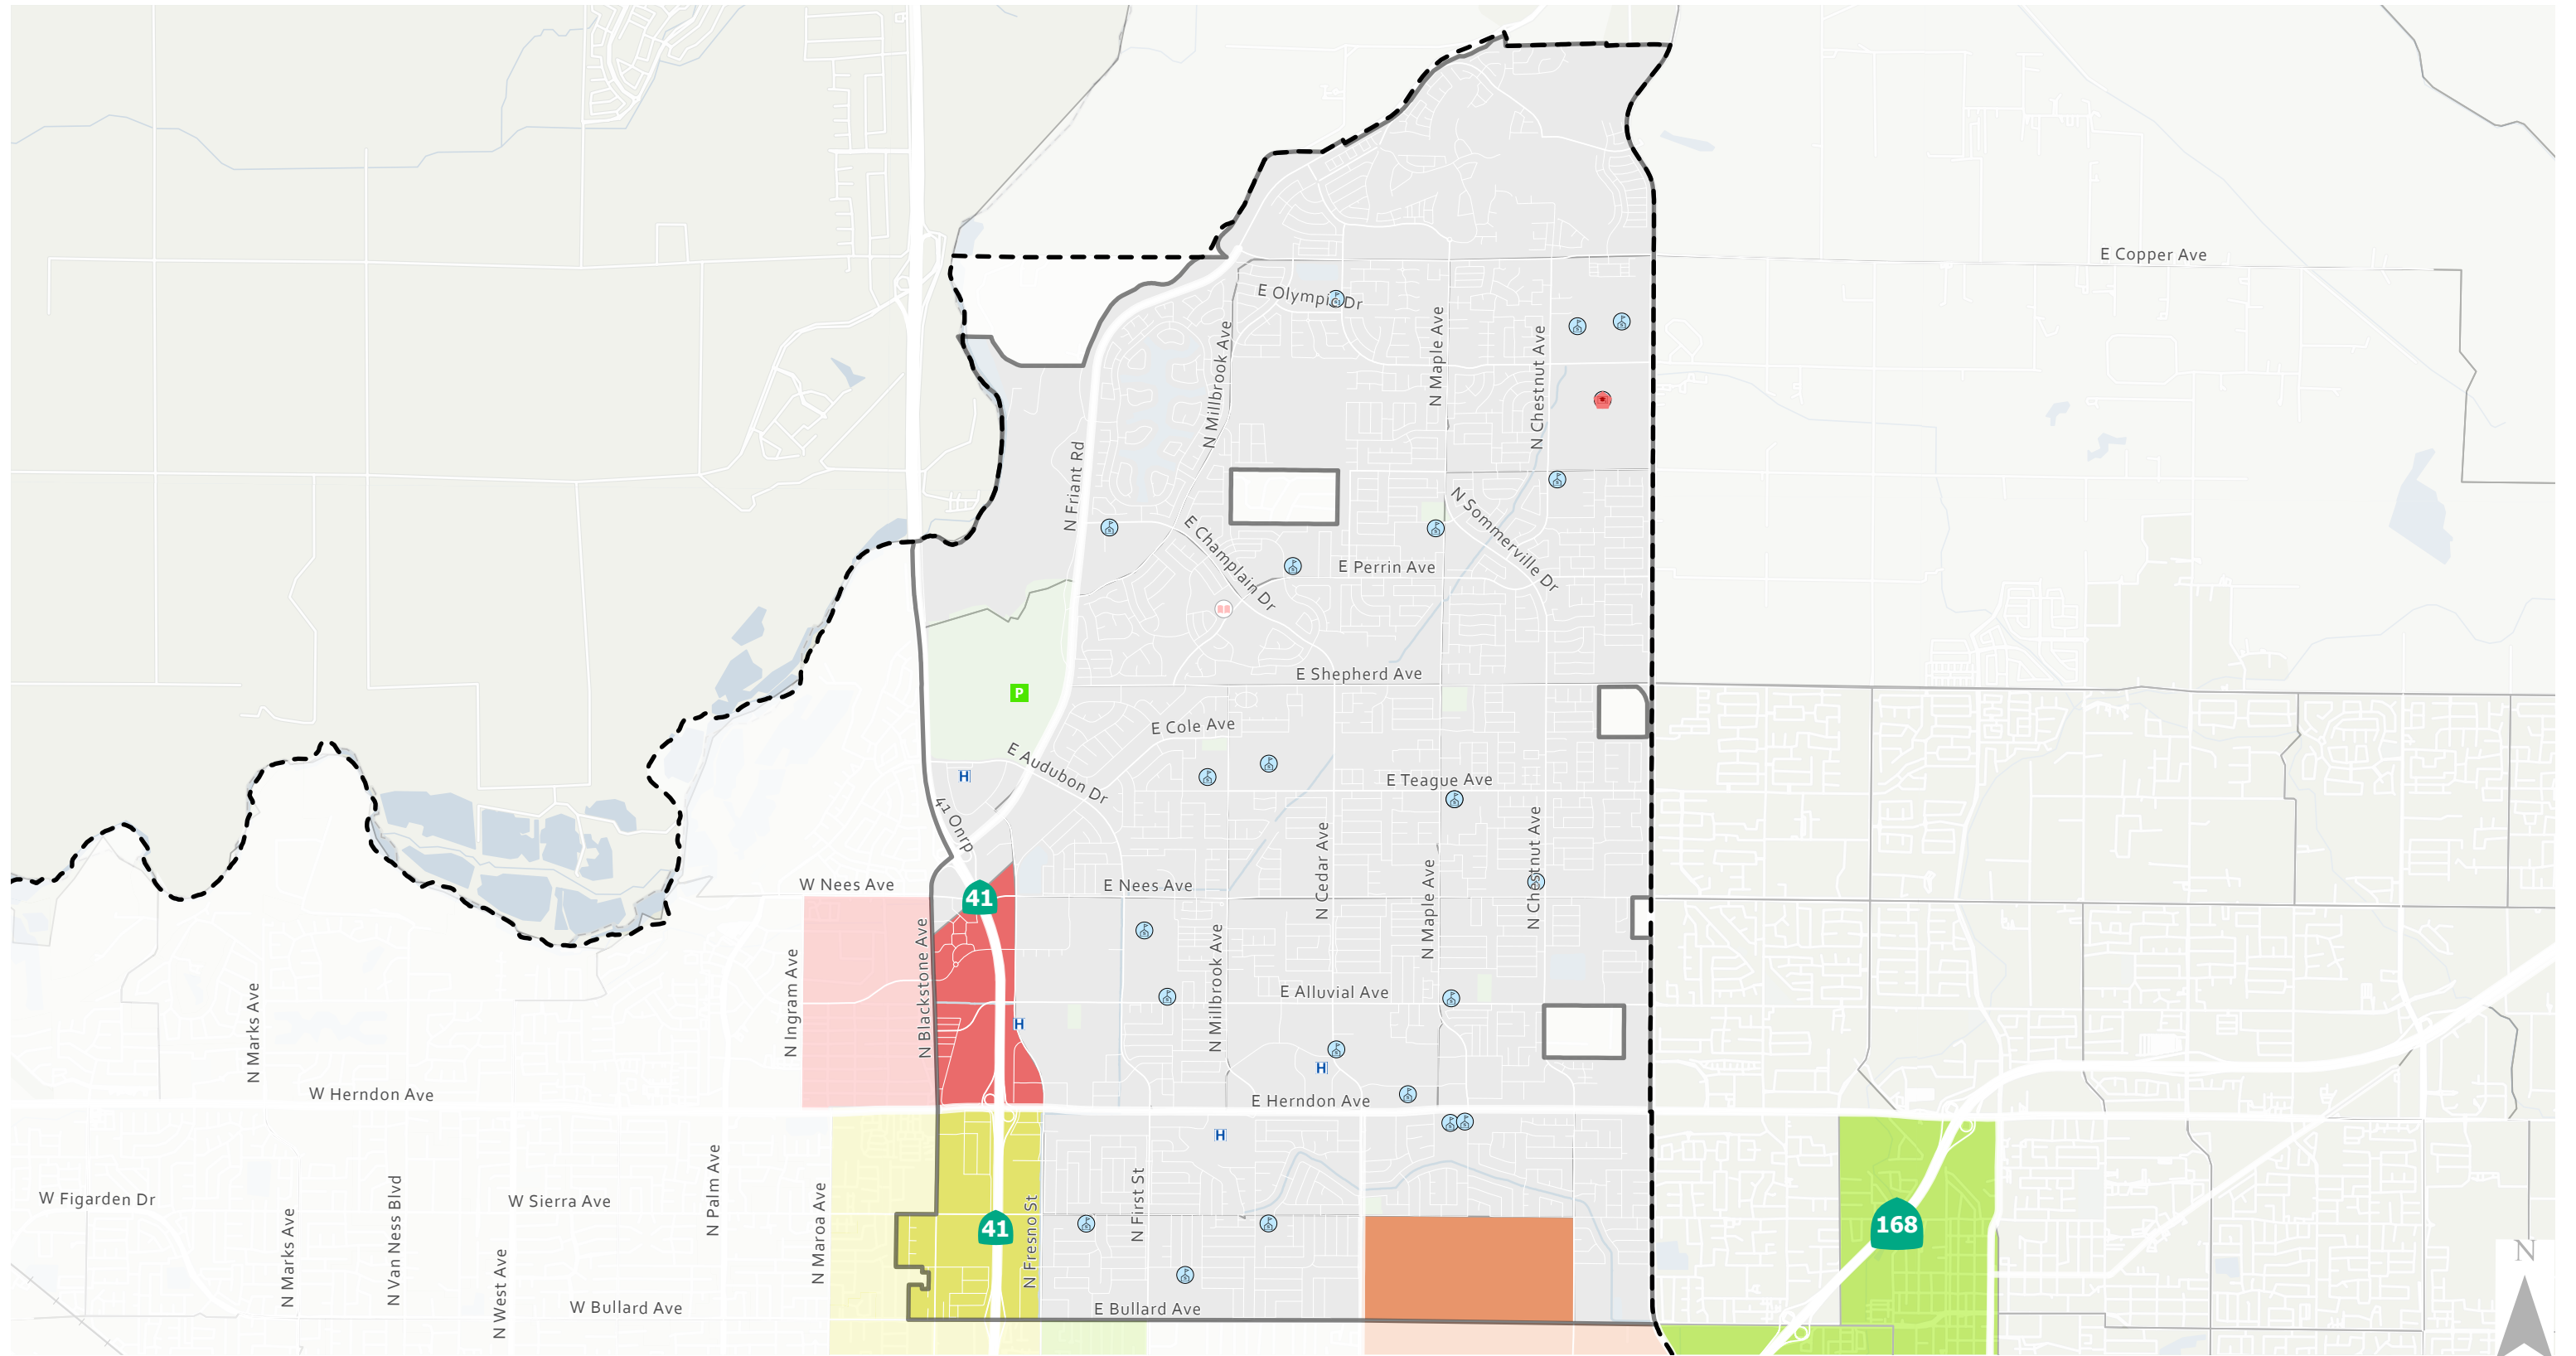 E Copper Ave
E Olympic Dr
N Maple Ave
N Millbrook Ave
N Chestnut Ave
N Friant Rd
N Sommerville Dr
E Champlain Dr
E Perrin Ave
E Shepherd Ave
P
E Cole Ave
E Audubon Dr
H
E Teague Ave
41 Onrp
N Chestnut Ave
N Cedar Ave
N Maple Ave
W Nees Ave
E Nees Ave
41
N Blackstone Ave
N Ingram Ave
N Millbrook Ave
N Marks Ave
E Alluvial Ave
H
H
W Herndon Ave
E Herndon Ave
H
W Figarden Dr
W Sierra Ave
N Palm Ave
N Maroa Ave
N Van Ness Blvd
N Marks Ave
N West Ave
41
N Fresno St
N First St
168
N
W Bullard Ave
E Bullard Ave